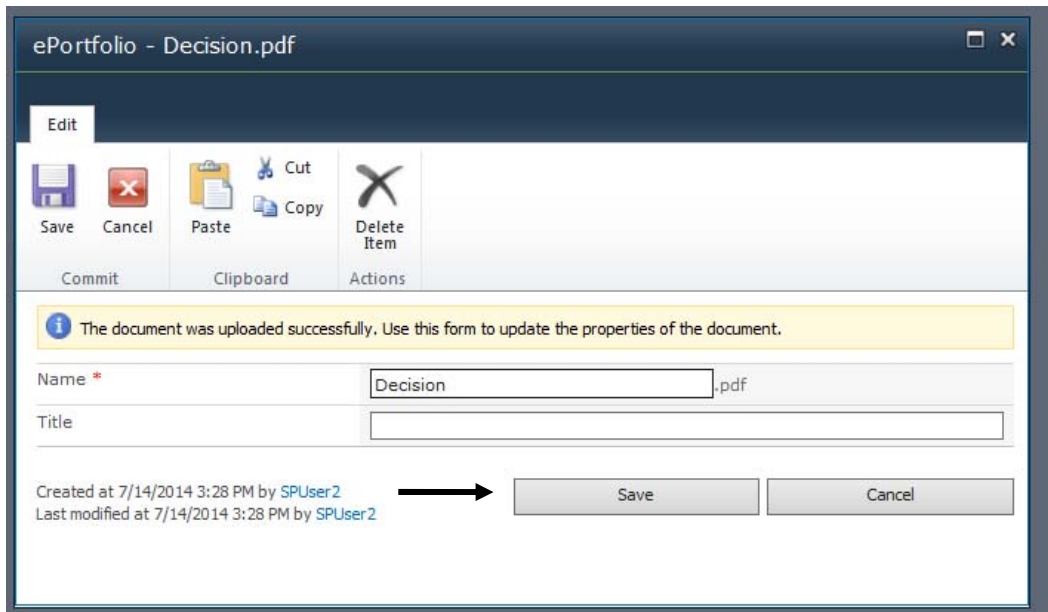 ePortfolio - Decision.pdf
Edit
Save
Cancel
Paste
Cut
Copy
Delete
Item
Commit
Clipboard
Actions
The document was uploaded successfully. Use this form to update the properties of the document.
Name *
Decision
.pdf
Title
Created at 7/14/2014 3:28 PM by SPUser2
Last modified at 7/14/2014 3:28 PM by SPUser2
Save
Cancel